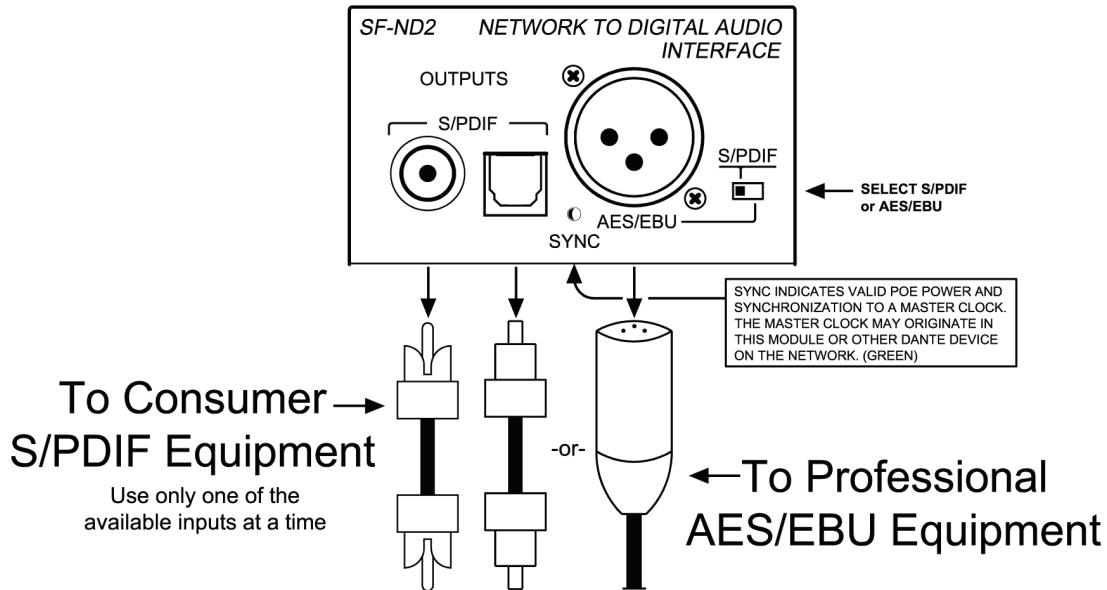 SF-ND2 NETWORK TO DIGITAL AUDIO
INTERFACE
OUTPUTS
S/PDIF
S/PDIF
AES/EBU
SYNC
SELECT S/PDIF
or AES/EBU
SYNC INDICATES VALID POE POWER AND
SYNCHRONIZATION TO A MASTER CLOCK.
THE MASTER CLOCK MAY ORIGINATE IN
THIS MODULE OR OTHER DANTE DEVICE
ON THE NETWORK. (GREEN)
To Consumer
S/PDIF Equipment
Use only one of the
available inputs at a time
-or-
To Professional
AES/EBU Equipment